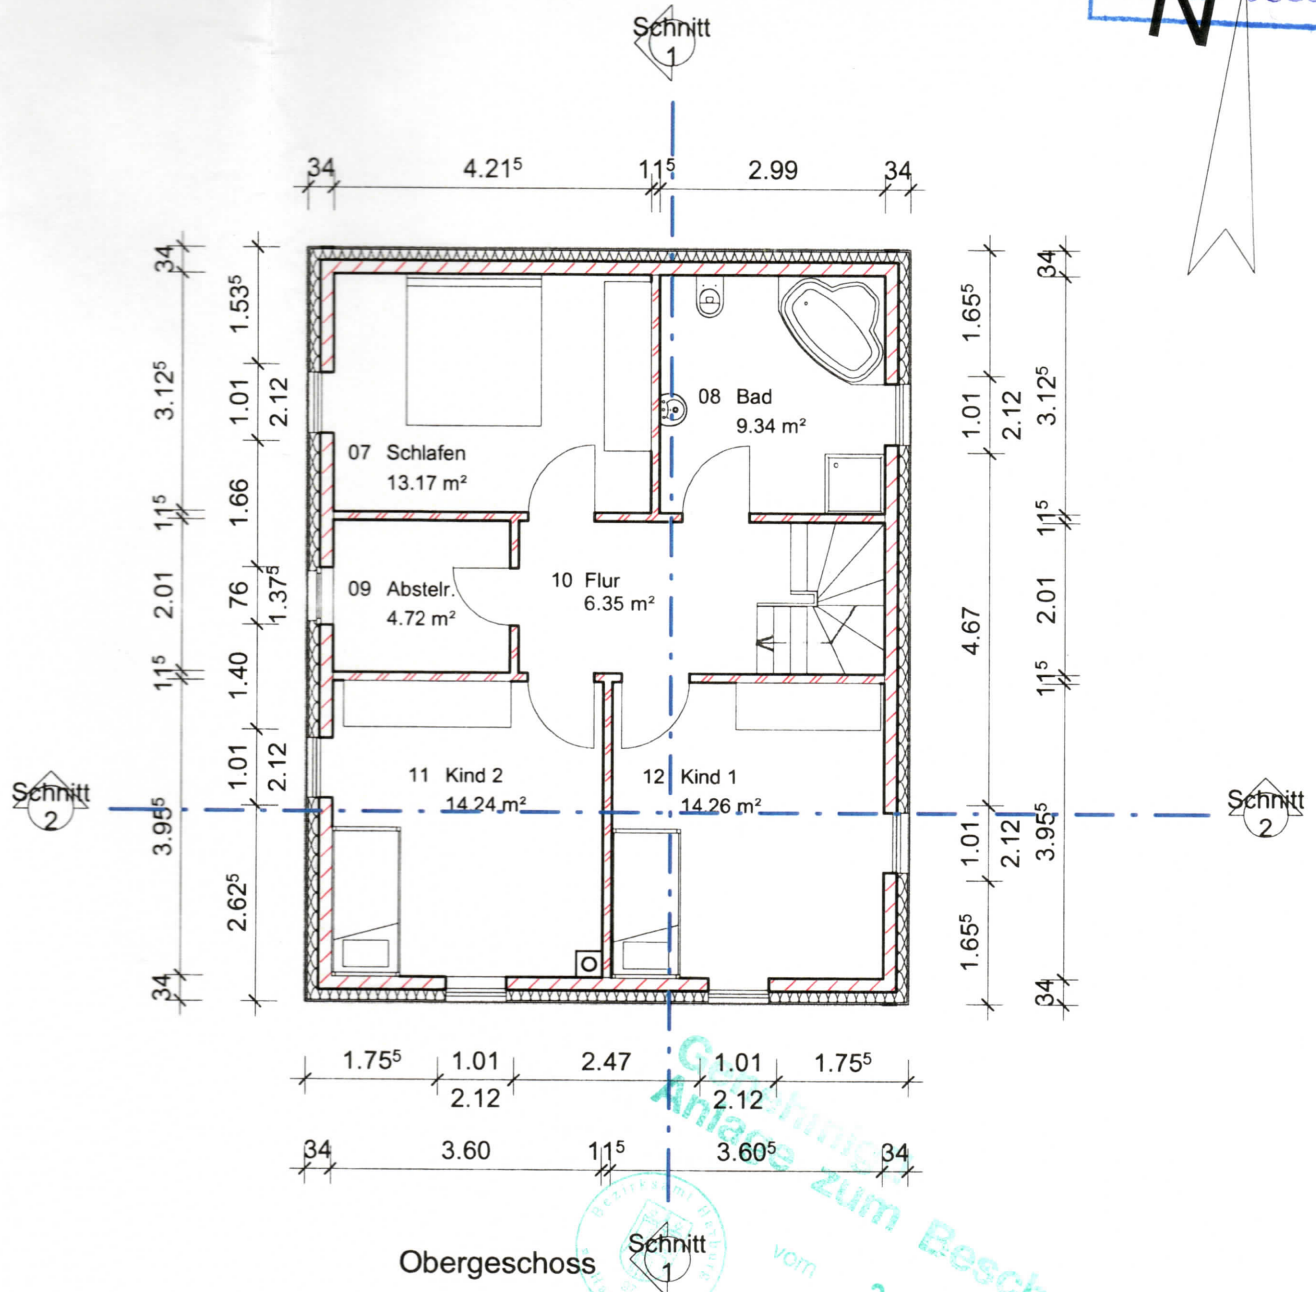 N
Schnitt
1
34 4.21⁵ 11⁵ 2.99 34
34
3.12⁵
11⁵
2.01
11⁵
3.95⁵
34
1.53⁵
1.01
2.12
1.66
76
1.37⁵
1.40
1.01
2.12
2.62⁵
07 Schlafen
13.17 m²
08 Bad
9.34 m²
09 Abstelr.
4.72 m²
10 Flur
6.35 m²
11 Kind 2
14.24 m²
12 Kind 1
14.26 m²
1.65⁵
1.01
2.12
4.67
1.01
2.12
1.65⁵
34
3.12⁵
11⁵
2.01
11⁵
3.95⁵
34
Schnitt
2
Schnitt
2
1.75⁵ 1.01 2.47 1.01 1.75⁵
2.12 2.12
34 3.60 11⁵ 3.60⁵ 34
Anlage zum
vom
Bezirksamt Harburg
Obergeschoss
Schnitt
1